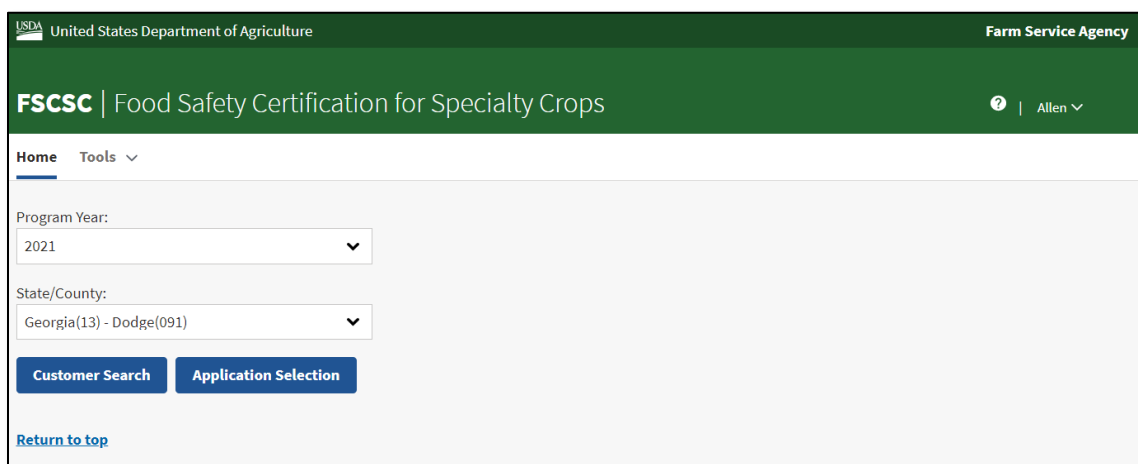 USDA United States Department of Agriculture Farm Service Agency
FSCSC | Food Safety Certification for Specialty Crops ? | Allen
Home Tools
Program Year:
2021
State/County:
Georgia(13) - Dodge(091)
Customer Search Application Selection
Return to top